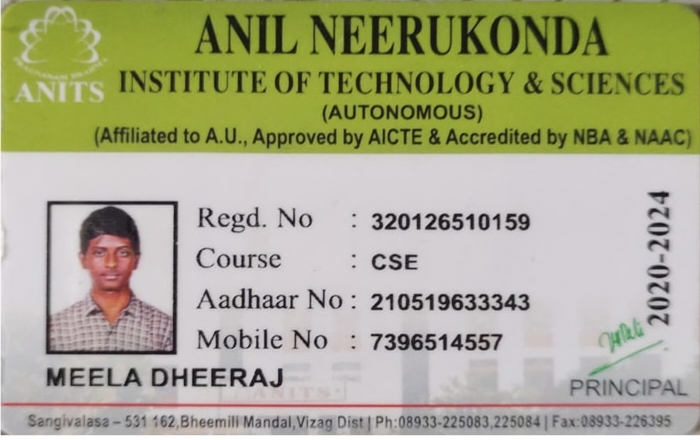 ANIL NEERUKONDA
INSTITUTE OF TECHNOLOGY & SCIENCES
ANITS
(AUTONOMOUS)
(Affiliated to A.U., Approved by AICTE & Accredited by NBA & NAAC)
Regd. No : 320126510159
Course : CSE
Aadhaar No : 210519633343
Mobile No : 7396514557
2020-2024
MEELA DHEERAJ
PRINCIPAL
Sangivalasa – 531 162,Bheemili Mandal,Vizag Dist | Ph:08933-225083,225084 | Fax:08933-226395